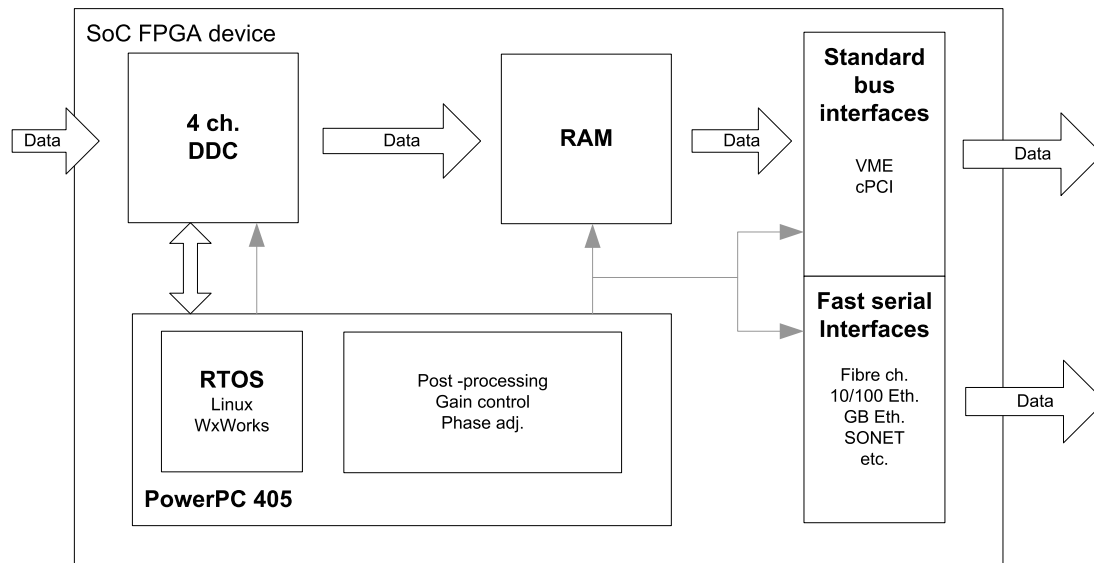 SoC FPGA device
Data
4 ch.
DDC
Data
RAM
Data
Standard
bus
interfaces
VME
cPCI
Data
Fast serial
Interfaces
Fibre ch.
10/100 Eth.
GB Eth.
SONET
etc.
Data
RTOS
Linux
WxWorks
Post -processing
Gain control
Phase adj.
PowerPC 405